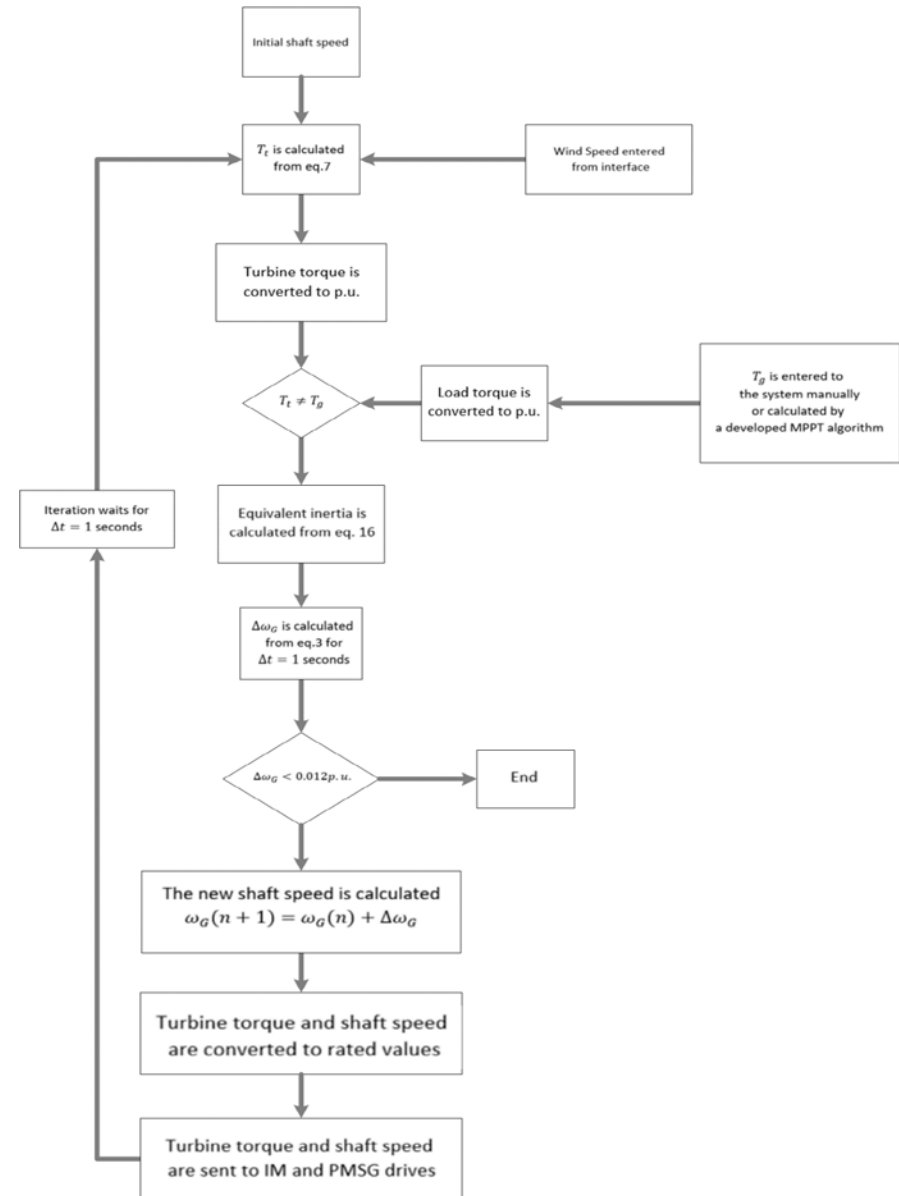 Initial shaft speed
T_t is calculated
from eq.7
Wind Speed entered
from interface
Turbine torque is
converted to p.u.
T_t ≠ T_g
Load torque is
converted to p.u.
T_g is entered to
the system manually
or calculated by
a developed MPPT algorithm
Iteration waits for
Δt = 1 seconds
Equivalent inertia is
calculated from eq. 16
Δω_G is calculated
from eq.3 for
Δt = 1 seconds
Δω_G < 0.012p.u.
End
The new shaft speed is calculated
ω_G(n + 1) = ω_G(n) + Δω_G
Turbine torque and shaft speed
are converted to rated values
Turbine torque and shaft speed
are sent to IM and PMSG drives